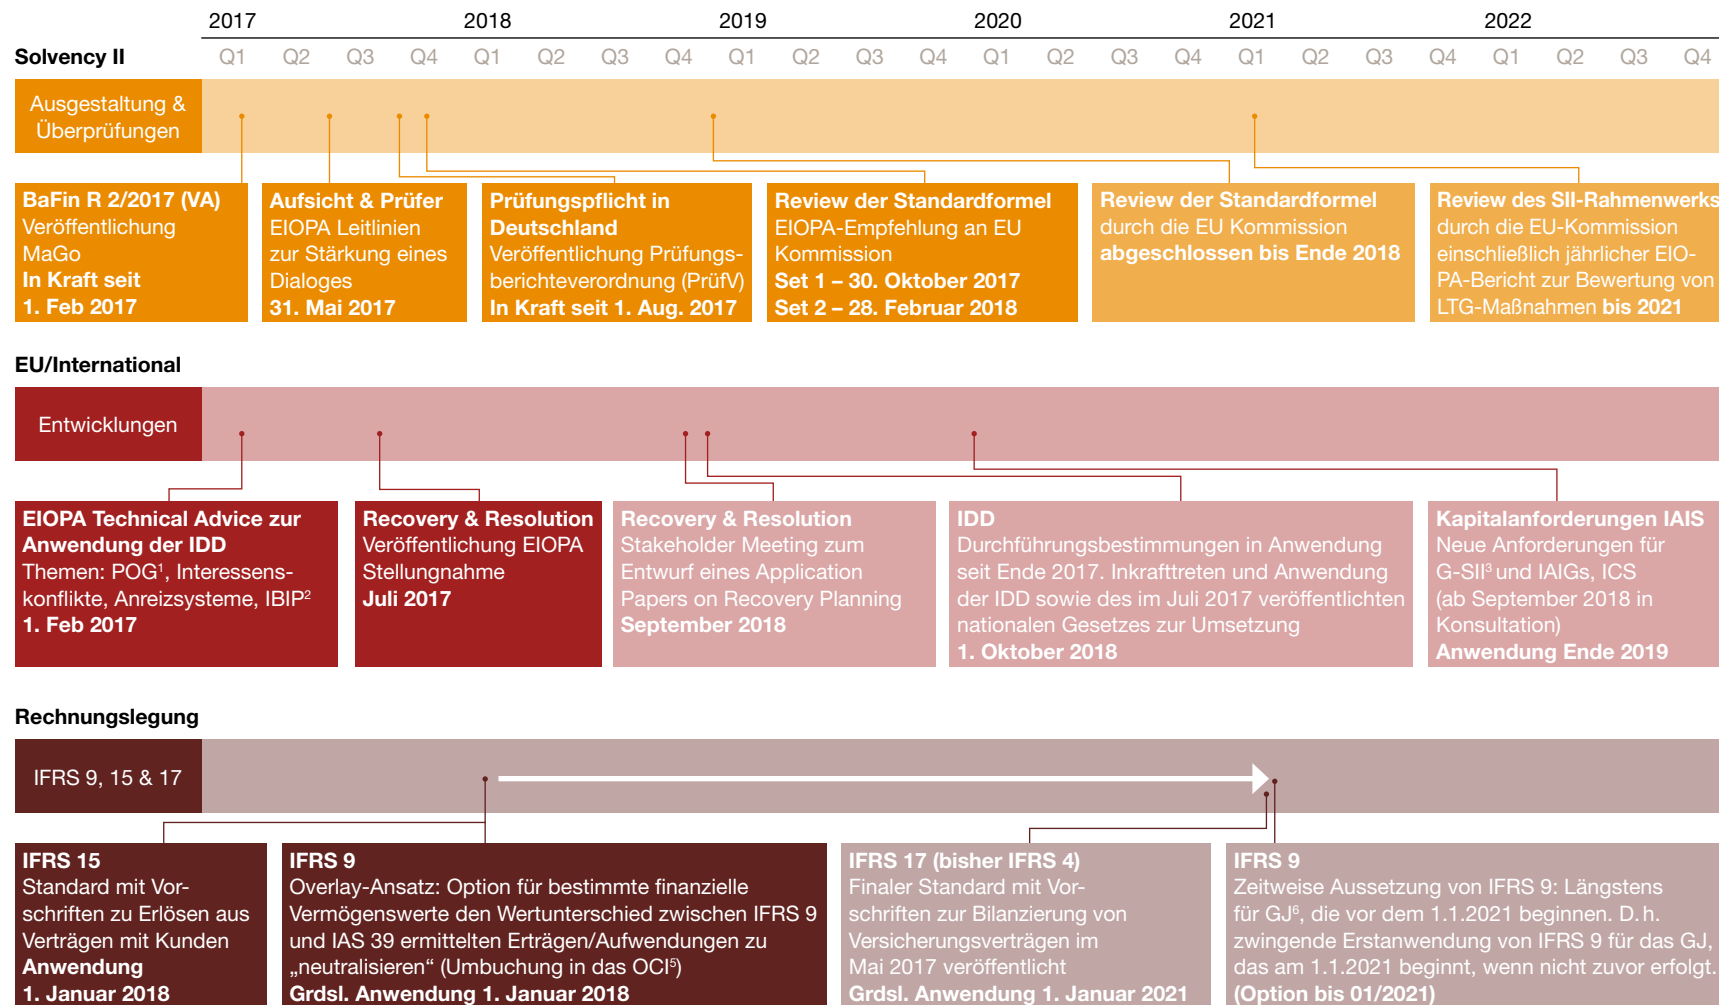 2017 2018 2019 2020 2021 2022
Solvency II Q1 Q2 Q3 Q4 Q1 Q2 Q3 Q4 Q1 Q2 Q3 Q4 Q1 Q2 Q3 Q4 Q1 Q2 Q3 Q4 Q1 Q2 Q3 Q4
Ausgestaltung &
Überprüfungen
BaFin R 2/2017 (VA)
Veröffentlichung
MaGo
In Kraft seit
1. Feb 2017
Aufsicht & Prüfer
EIOPA Leitlinien
zur Stärkung eines
Dialoges
31. Mai 2017
Prüfungspflicht in
Deutschland
Veröffentlichung Prüfungs-
berichteverordnung (PrüfV)
In Kraft seit 1. Aug. 2017
Review der Standardformel
EIOPA-Empfehlung an EU
Kommission
Set 1 – 30. Oktober 2017
Set 2 – 28. Februar 2018
Review der Standardformel
durch die EU Kommission
abgeschlossen bis Ende 2018
Review des SII-Rahmenwerks
durch die EU-Kommission
einschließlich jährlicher EIO-
PA-Bericht zur Bewertung von
LTG-Maßnahmen bis 2021
EU/International
Entwicklungen
EIOPA Technical Advice zur
Anwendung der IDD
Themen: POG¹, Interessens-
konflikte, Anreizsysteme, IBIP²
1. Feb 2017
Recovery & Resolution
Veröffentlichung EIOPA
Stellungnahme
Juli 2017
Recovery & Resolution
Stakeholder Meeting zum
Entwurf eines Application
Papers on Recovery Planning
September 2018
IDD
Durchführungsbestimmungen in Anwendung
seit Ende 2017. Inkrafttreten und Anwendung
der IDD sowie des im Juli 2017 veröffentlichten
nationalen Gesetzes zur Umsetzung
1. Oktober 2018
Kapitalanforderungen IAIS
Neue Anforderungen für
G-SII³ und IAIGs, ICS
(ab September 2018 in
Konsultation)
Anwendung Ende 2019
Rechnungslegung
IFRS 9, 15 & 17
IFRS 15
Standard mit Vor-
schriften zu Erlösen aus
Verträgen mit Kunden
Anwendung
1. Januar 2018
IFRS 9
Overlay-Ansatz: Option für bestimmte finanzielle
Vermögenswerte den Wertunterschied zwischen IFRS 9
und IAS 39 ermittelten Erträgen/Aufwendungen zu
„neutralisieren“ (Umbuchung in das OCI⁵)
Grdsl. Anwendung 1. Januar 2018
IFRS 17 (bisher IFRS 4)
Finaler Standard mit Vor-
schriften zur Bilanzierung von
Versicherungsverträgen im
Mai 2017 veröffentlicht
Grdsl. Anwendung 1. Januar 2021
IFRS 9
Zeitweise Aussetzung von IFRS 9: Längstens
für GJ⁶, die vor dem 1.1.2021 beginnen. D. h.
zwingende Erstanwendung von IFRS 9 für das GJ,
das am 1.1.2021 beginnt, wenn nicht zuvor erfolgt.
(Option bis 01/2021)